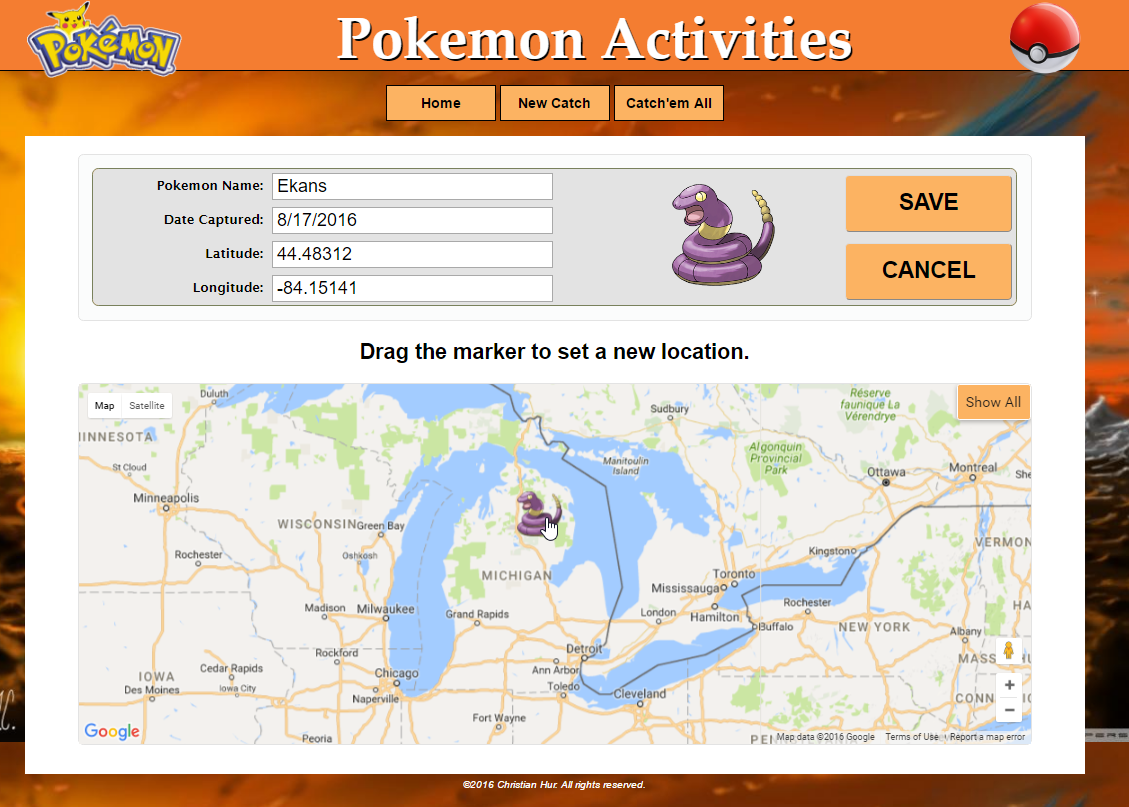 Pokémon
Pokemon Activities
Home
New Catch
Catch'em All
Pokemon Name: Ekans
Date Captured: 8/17/2016
Latitude: 44.48312
Longitude: -84.15141
SAVE
CANCEL
Drag the marker to set a new location.
Map
Satellite
Show All
Duluth
Sudbury
Réserve
faunique La
Vérendrye
MINNESOTA
Manitoulin
Island
Algonquin
Provincial
Park
St Cloud
Ottawa
Montreal
She
Minneapolis
WISCONSIN
Green Bay
Oshkosh
Rochester
Kingston
VERMON
MICHIGAN
Toronto
Mississauga
Madison
Milwaukee
Grand Rapids
London
Hamilton
Rochester
HA
Buffalo
NEW YORK
Albany
Rockford
Detroit
MASS
Cedar Rapids
Chicago
Ann Arbor
IOWA
Iowa City
Toledo
Des Moines
Naperville
Cleveland
CONN
Fort Wayne
Google
Peoria
Map data ©2016 Google
Terms of Use
Report a map error
©2016 Christian Hur. All rights reserved.